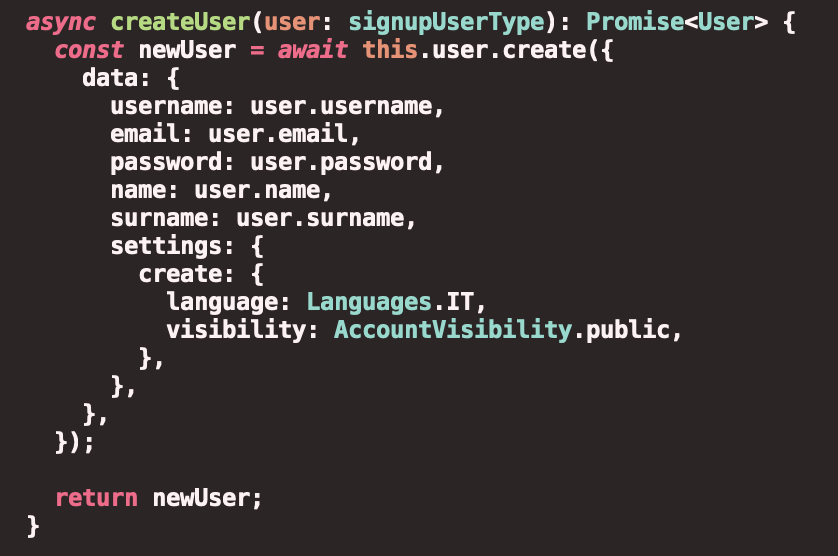 async createUser(user: signupUserType): Promise<User> {
  const newUser = await this.user.create({
    data: {
      username: user.username,
      email: user.email,
      password: user.password,
      name: user.name,
      surname: user.surname,
      settings: {
        create: {
          language: Languages.IT,
          visibility: AccountVisibility.public,
        },
      },
    },
  });

  return newUser;
}